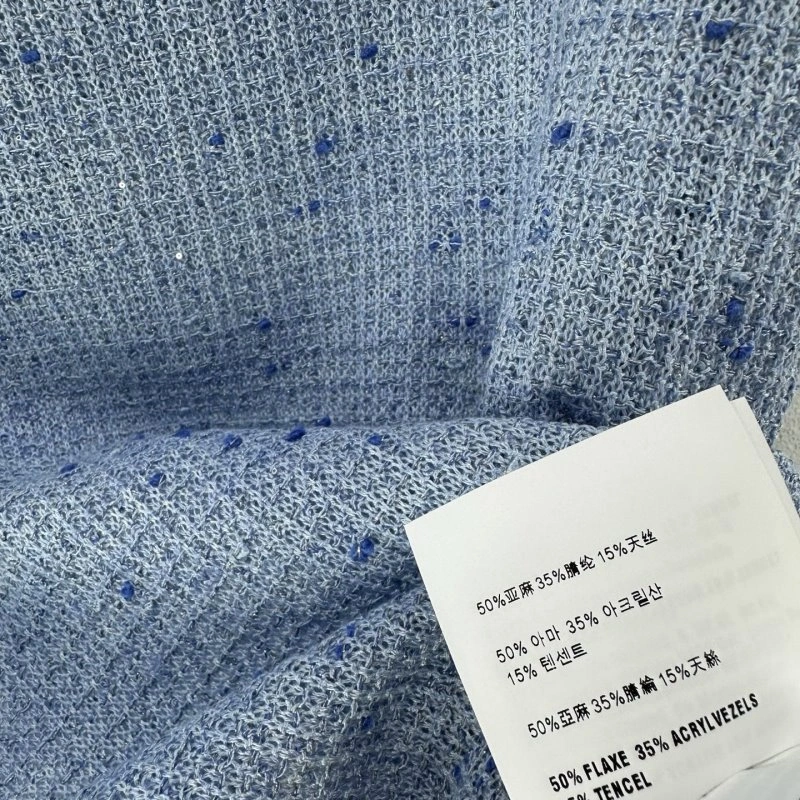 50%亚麻 35%腈纶 15%天丝
50% 아마 35% 아크릴산
15% 텐센트
50%亞麻 35%腈綸 15%天絲
50% FLAXE 35% ACRYLVEZELS
15% TENCEL